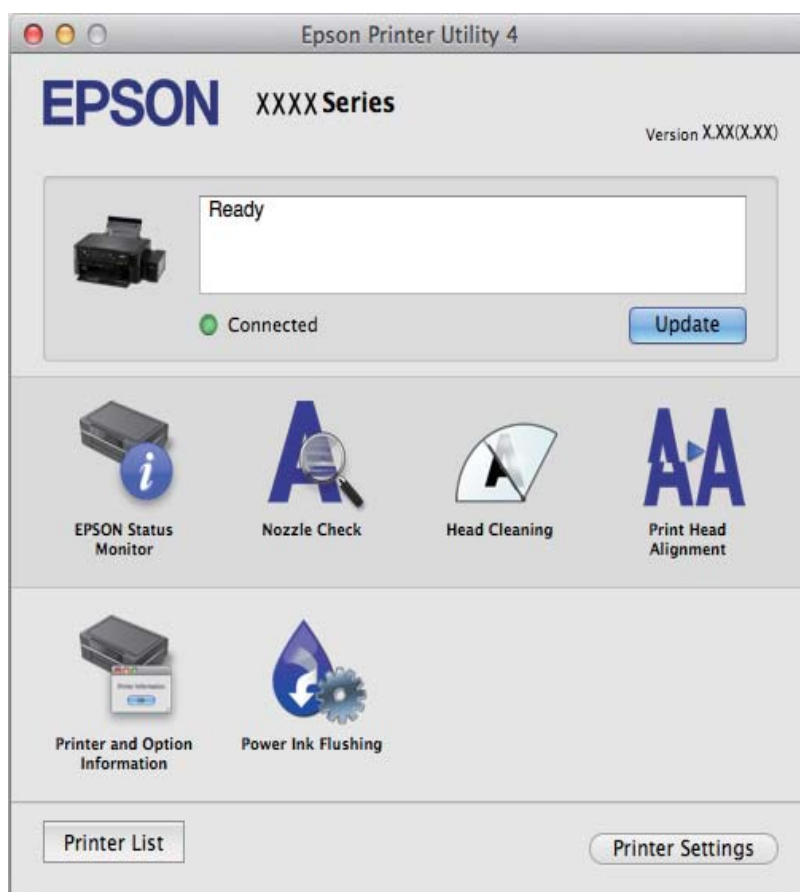 Epson Printer Utility 4
EPSON XXXX Series
Version X.XX(X.XX)
Ready
Connected
Update
EPSON Status
Monitor
Nozzle Check
Head Cleaning
Print Head
Alignment
Printer and Option
Information
Power Ink Flushing
Printer List
Printer Settings